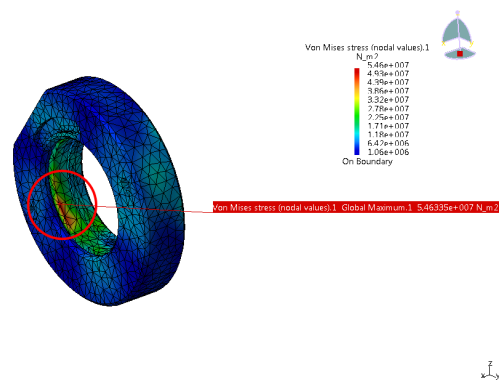 Von Mises stress (nodal values).1
N_m2
5.46e+007
4.93e+007
4.39e+007
3.86e+007
3.32e+007
2.78e+007
2.25e+007
1.71e+007
1.18e+007
6.42e+006
1.06e+006
On Boundary
Von Mises stress (nodal values).1 Global Maximum.1 5.46335e+007 N_m2
z
x y